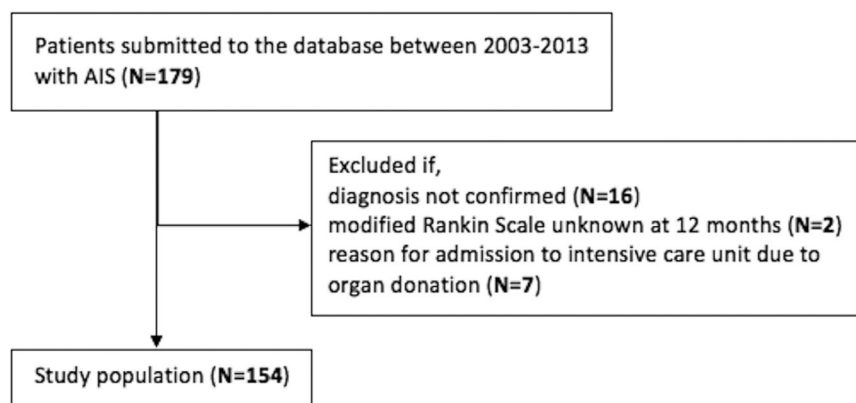 Patients submitted to the database between 2003-2013
with AIS (N=179)
Excluded if,
diagnosis not confirmed (N=16)
modified Rankin Scale unknown at 12 months (N=2)
reason for admission to intensive care unit due to
organ donation (N=7)
Study population (N=154)